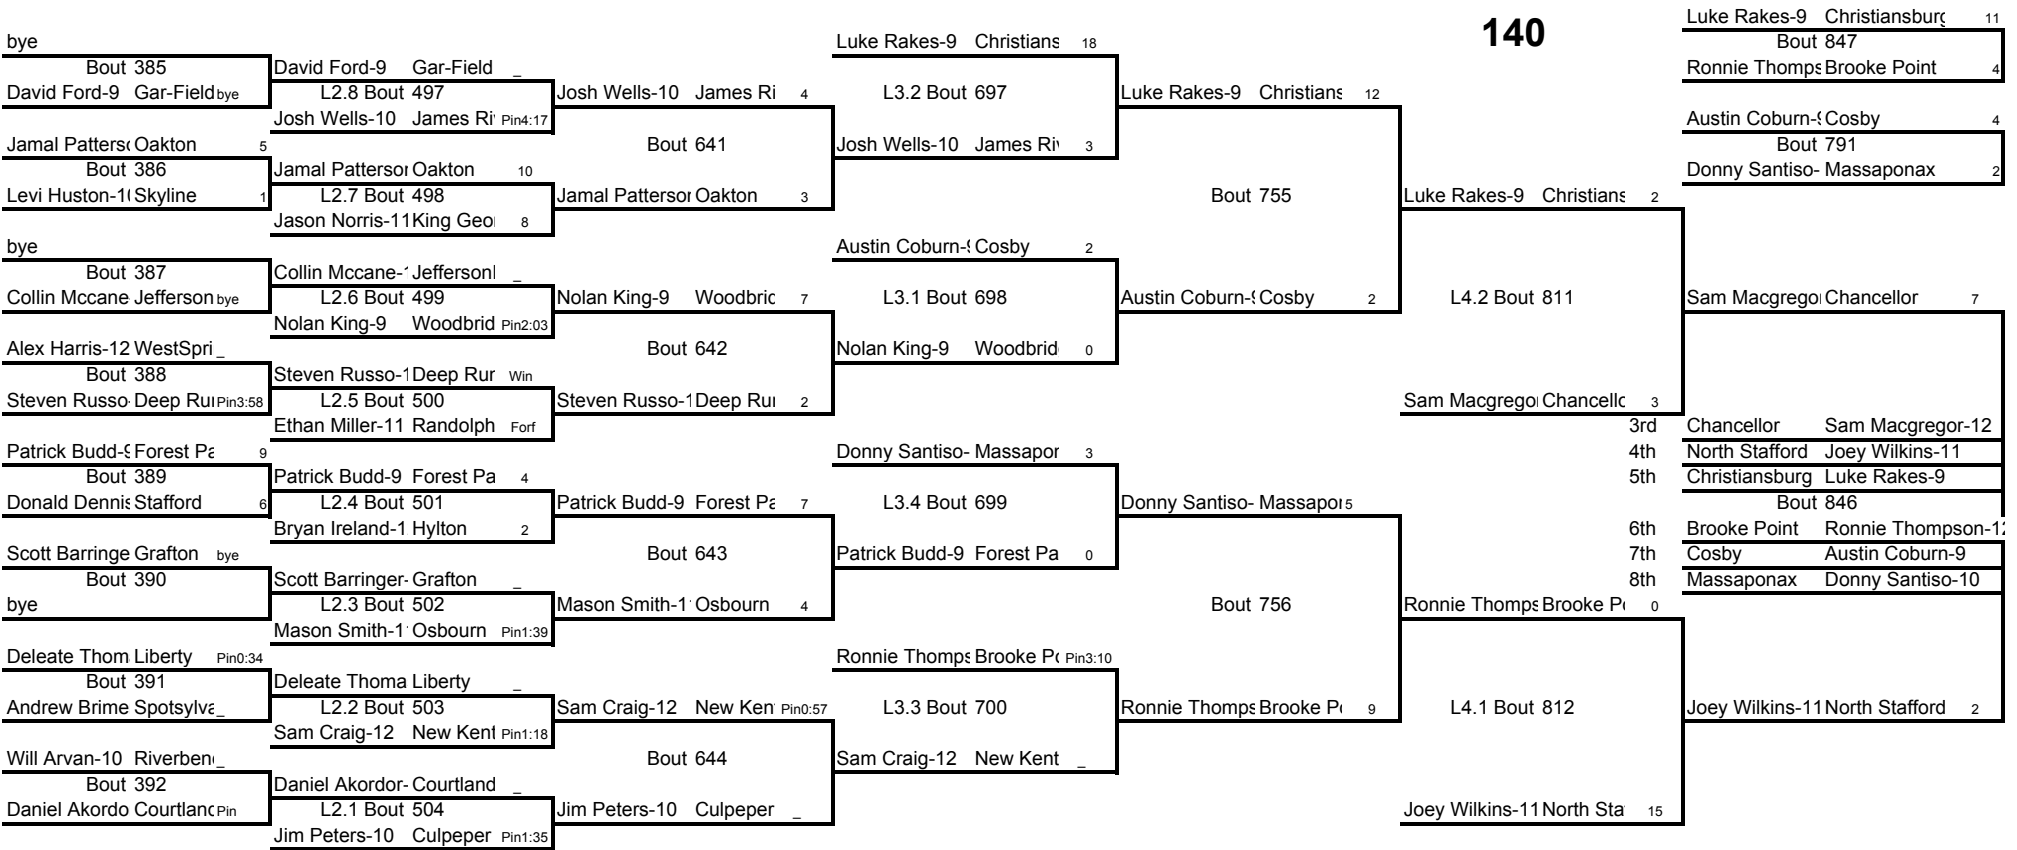 140
bye
Bout 385
David Ford-9 Gar-Field bye
Jamal Patters Oakton 5
Bout 386
Levi Huston-1 Skyline 1
bye
Bout 387
Collin Mccane Jefferson bye
Alex Harris-12 WestSpri _
Bout 388
Steven Russo- Deep Ru Pin3:58
Patrick Budd-9 Forest Pa 9
Bout 389
Donald Dennis Stafford 6
Scott Barringe Grafton bye
Bout 390
bye
Deleate Thom Liberty Pin0:34
Bout 391
Andrew Brime Spotsylva _
Will Arvan-10 Riverben _
Bout 392
Daniel Akordo Courtland Pin
David Ford-9 Gar-Field _
L2.8 Bout 497
Josh Wells-10 James Ri Pin4:17
Jamal Patterson Oakton 10
L2.7 Bout 498
Jason Norris-11 King Geo 8
Collin Mccane- Jefferson _
L2.6 Bout 499
Nolan King-9 Woodbrid Pin2:03
Steven Russo-1 Deep Run Win
L2.5 Bout 500
Ethan Miller-11 Randolph Forf
Patrick Budd-9 Forest Pa 4
L2.4 Bout 501
Bryan Ireland-1 Hylton 2
Scott Barringer- Grafton _
L2.3 Bout 502
Mason Smith-1 Osbourn Pin1:39
Deleate Thoma Liberty _
L2.2 Bout 503
Sam Craig-12 New Kent Pin1:18
Daniel Akordor- Courtland _
L2.1 Bout 504
Jim Peters-10 Culpeper Pin1:35
Josh Wells-10 James Ri 4
Bout 641
Jamal Patterson Oakton 3
Nolan King-9 Woodbric 7
Bout 642
Steven Russo-1 Deep Ru 2
Patrick Budd-9 Forest Pa 7
Bout 643
Mason Smith-1 Osbourn 4
Sam Craig-12 New Ken Pin0:57
Bout 644
Jim Peters-10 Culpeper _
Luke Rakes-9 Christians 18
L3.2 Bout 697
Josh Wells-10 James Riv 3
Austin Coburn-9 Cosby 2
L3.1 Bout 698
Nolan King-9 Woodbrid 0
Donny Santiso- Massapor 3
L3.4 Bout 699
Patrick Budd-9 Forest Pa 0
Ronnie Thomps Brooke Po Pin3:10
L3.3 Bout 700
Sam Craig-12 New Kent _
Luke Rakes-9 Christians 12
Bout 755
Austin Coburn-9 Cosby 2
Donny Santiso- Massapor 5
Bout 756
Ronnie Thomps Brooke P 9
Luke Rakes-9 Christians 2
L4.2 Bout 811
Sam Macgregor Chancello 3
Ronnie Thomps Brooke P 0
L4.1 Bout 812
Joey Wilkins-11 North Sta 15
Luke Rakes-9 Christiansburg 11
Bout 847
Ronnie Thomps Brooke Point 4
Austin Coburn-9 Cosby 4
Bout 791
Donny Santiso- Massaponax 2
Sam Macgregor Chancellor 7
3rd Chancellor Sam Macgregor-12
4th North Stafford Joey Wilkins-11
5th Christiansburg Luke Rakes-9
Bout 846
6th Brooke Point Ronnie Thompson-12
7th Cosby Austin Coburn-9
8th Massaponax Donny Santiso-10
Joey Wilkins-11 North Stafford 2